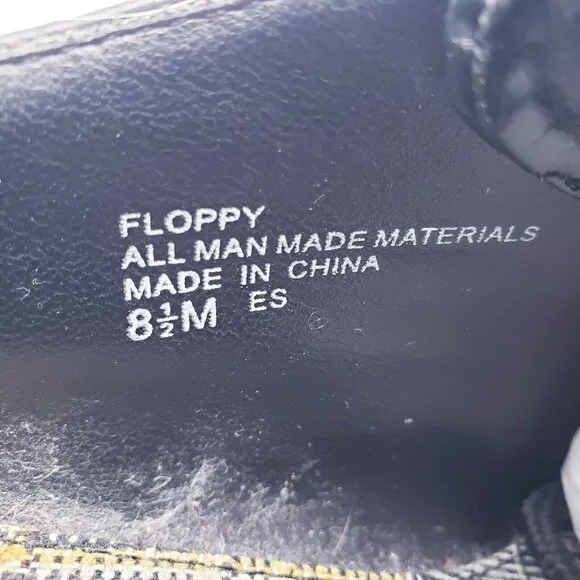 FLOPPY
ALL MAN MADE MATERIALS
MADE IN CHINA
8½M ES